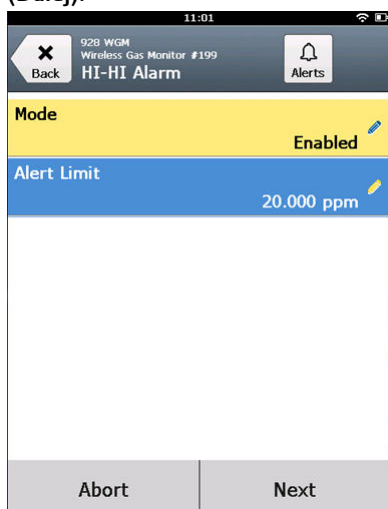 (Dalej).
11:01
928 WGM
Wireless Gas Monitor #199
HI-HI Alarm
Back
Alerts
Mode
Enabled
Alert Limit
20.000 ppm
Abort
Next